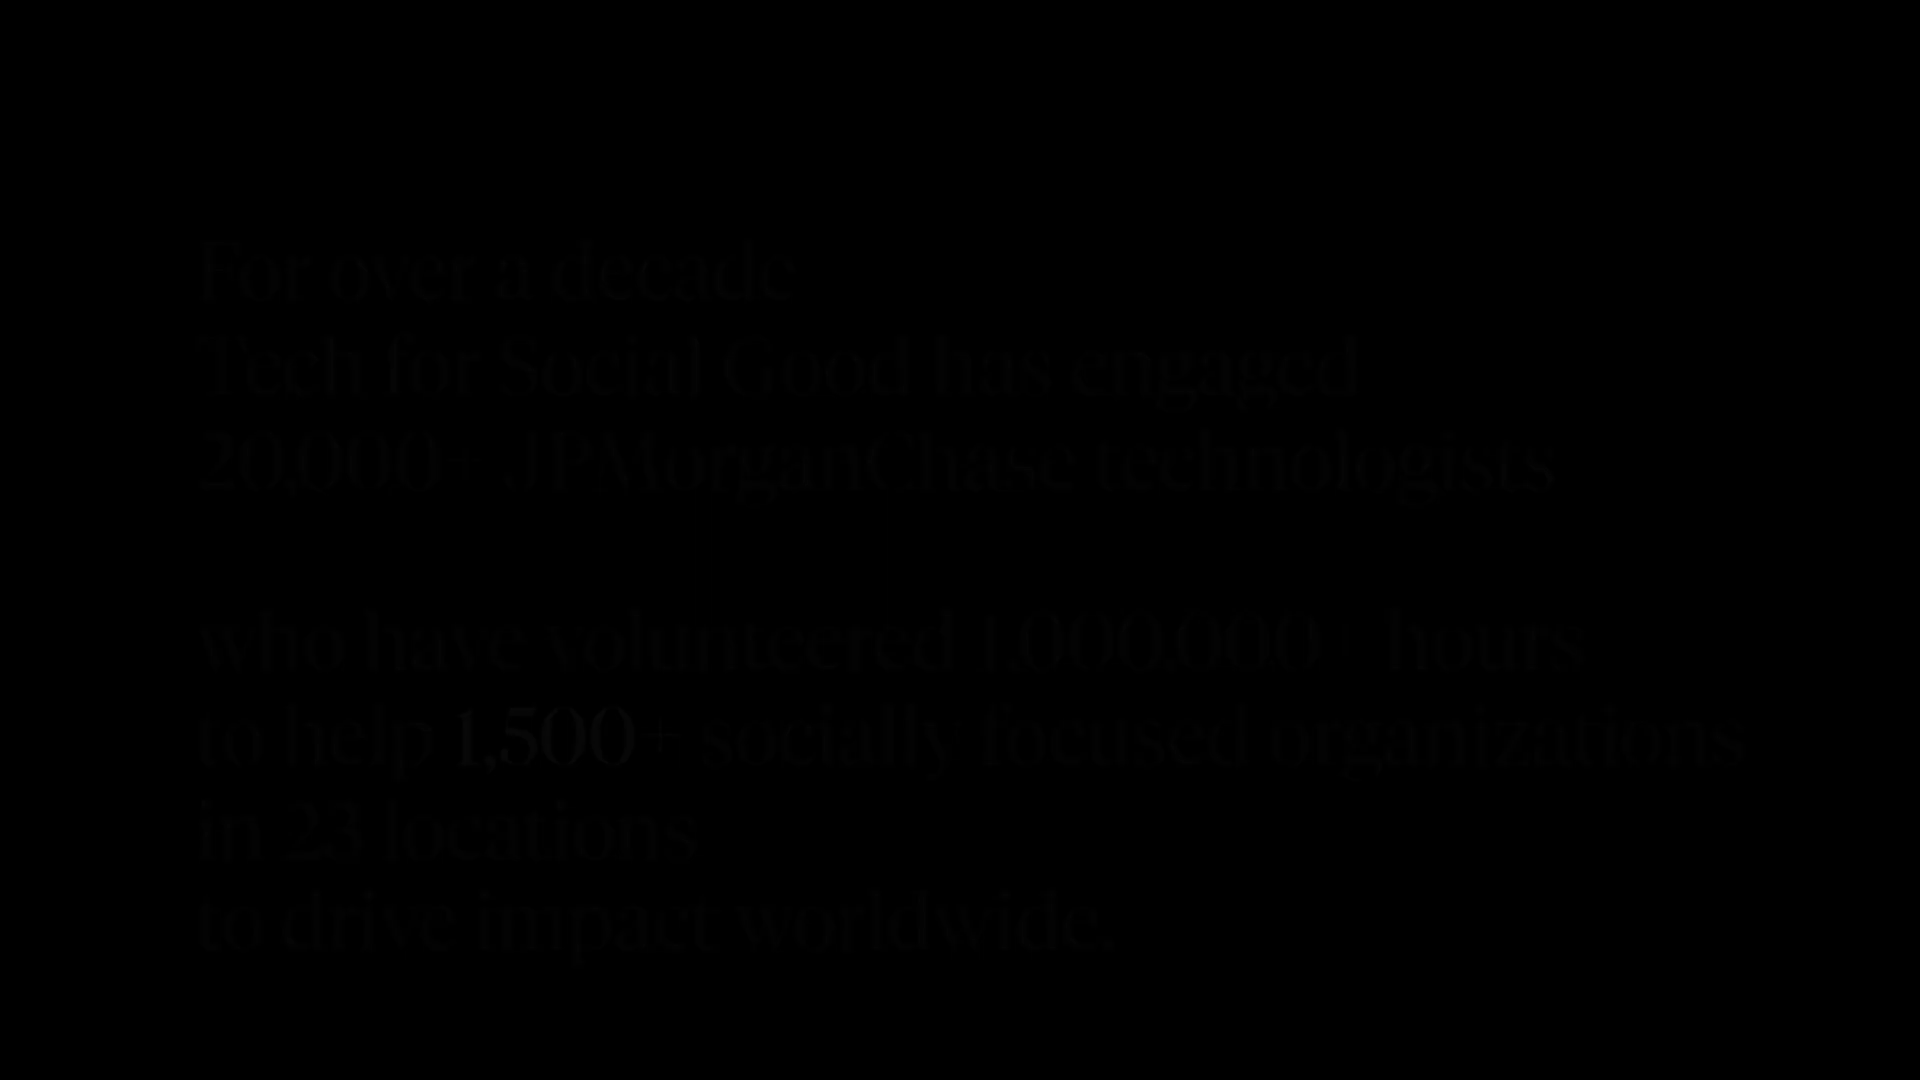 For over a decade
Tech for Social Good has engaged
20,000+ JPMorganChase technologists
who have volunteered 1,000,000+ hours
to help 1,500+ socially focused organizations
in 23 locations
to drive impact worldwide.